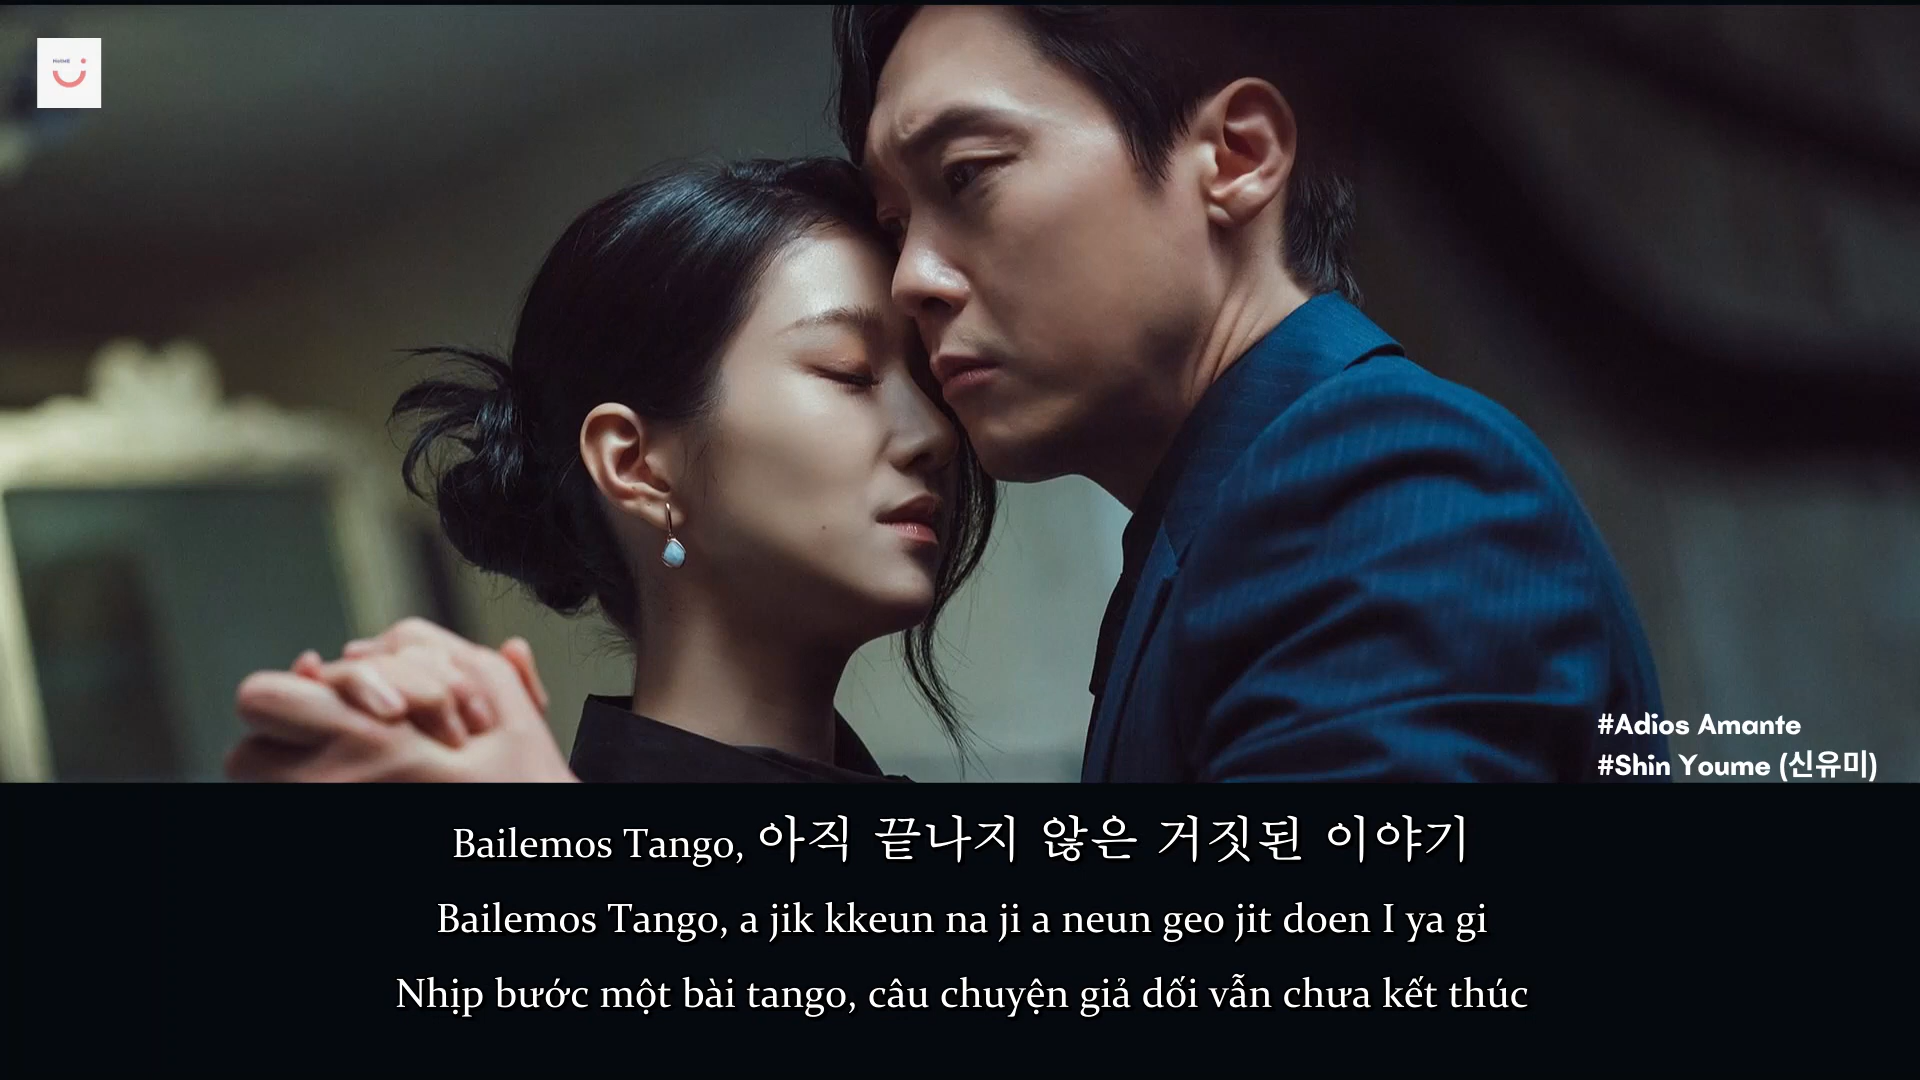 #Adios Amante
#Shin Youme (신유미)
Bailemos Tango, 아직 끝나지 않은 거짓된 이야기
Bailemos Tango, a jik kkeun na ji a neun geo jit doen I ya gi
Nhịp bước một bài tango, câu chuyện giả dối vẫn chưa kết thúc